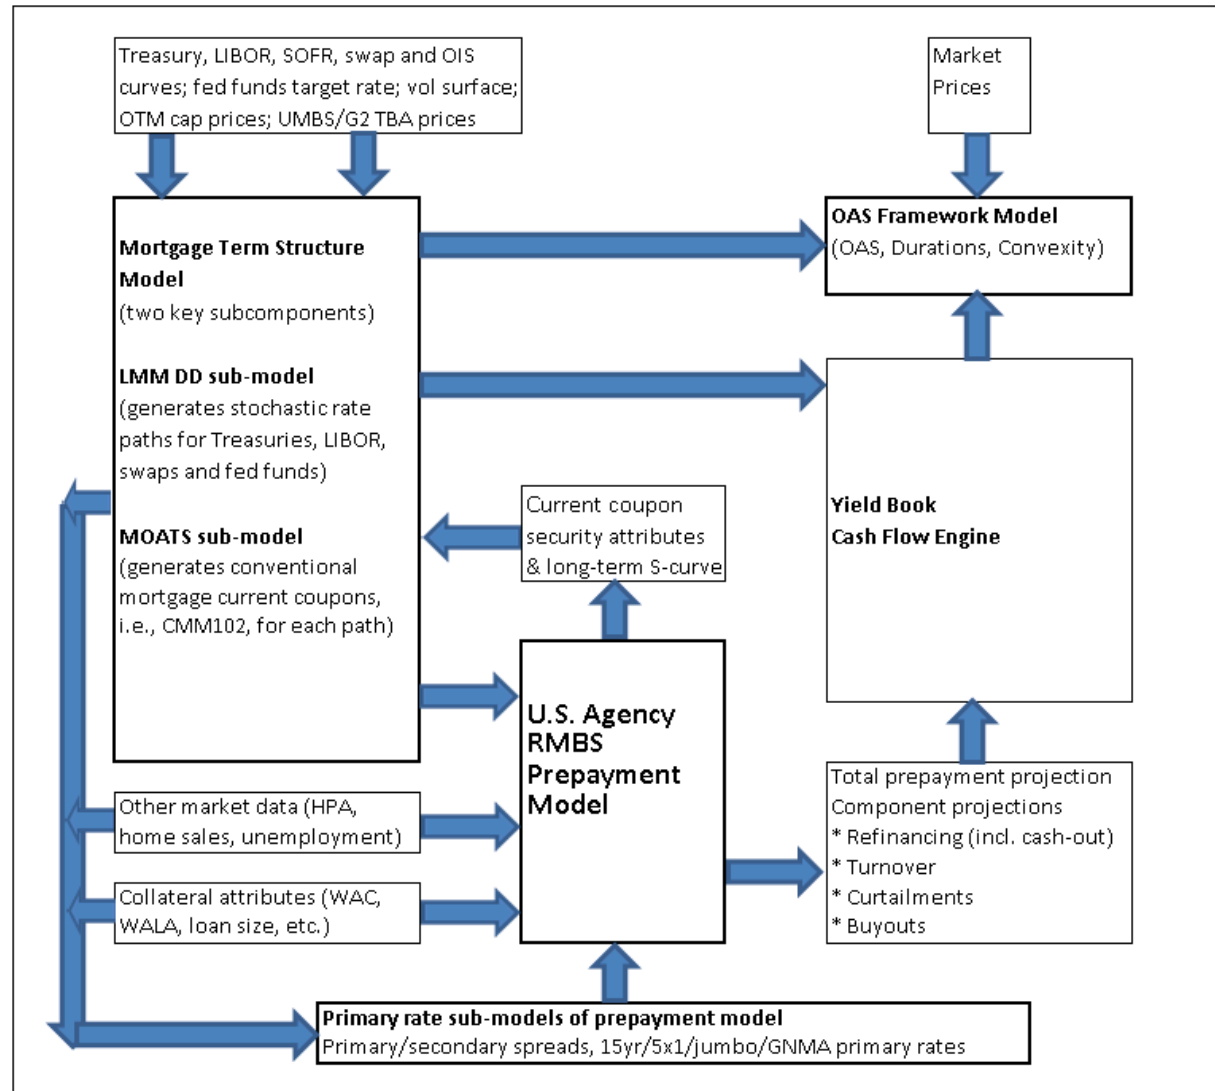 Treasury, LIBOR, SOFR, swap and OIS
curves; fed funds target rate; vol surface;
OTM cap prices; UMBS/G2 TBA prices
Market
Prices
Mortgage Term Structure
Model
(two key subcomponents)
LMM DD sub-model
(generates stochastic rate
paths for Treasuries, LIBOR,
swaps and fed funds)
MOATS sub-model
(generates conventional
mortgage current coupons,
i.e., CMM102, for each path)
OAS Framework Model
(OAS, Durations, Convexity)
Yield Book
Cash Flow Engine
Current coupon
security attributes
& long-term S-curve
U.S. Agency
RMBS
Prepayment
Model
Other market data (HPA,
home sales, unemployment)
Collateral attributes (WAC,
WALA, loan size, etc.)
Total prepayment projection
Component projections
* Refinancing (incl. cash-out)
* Turnover
* Curtailments
* Buyouts
Primary rate sub-models of prepayment model
Primary/secondary spreads, 15yr/5x1/jumbo/GNMA primary rates